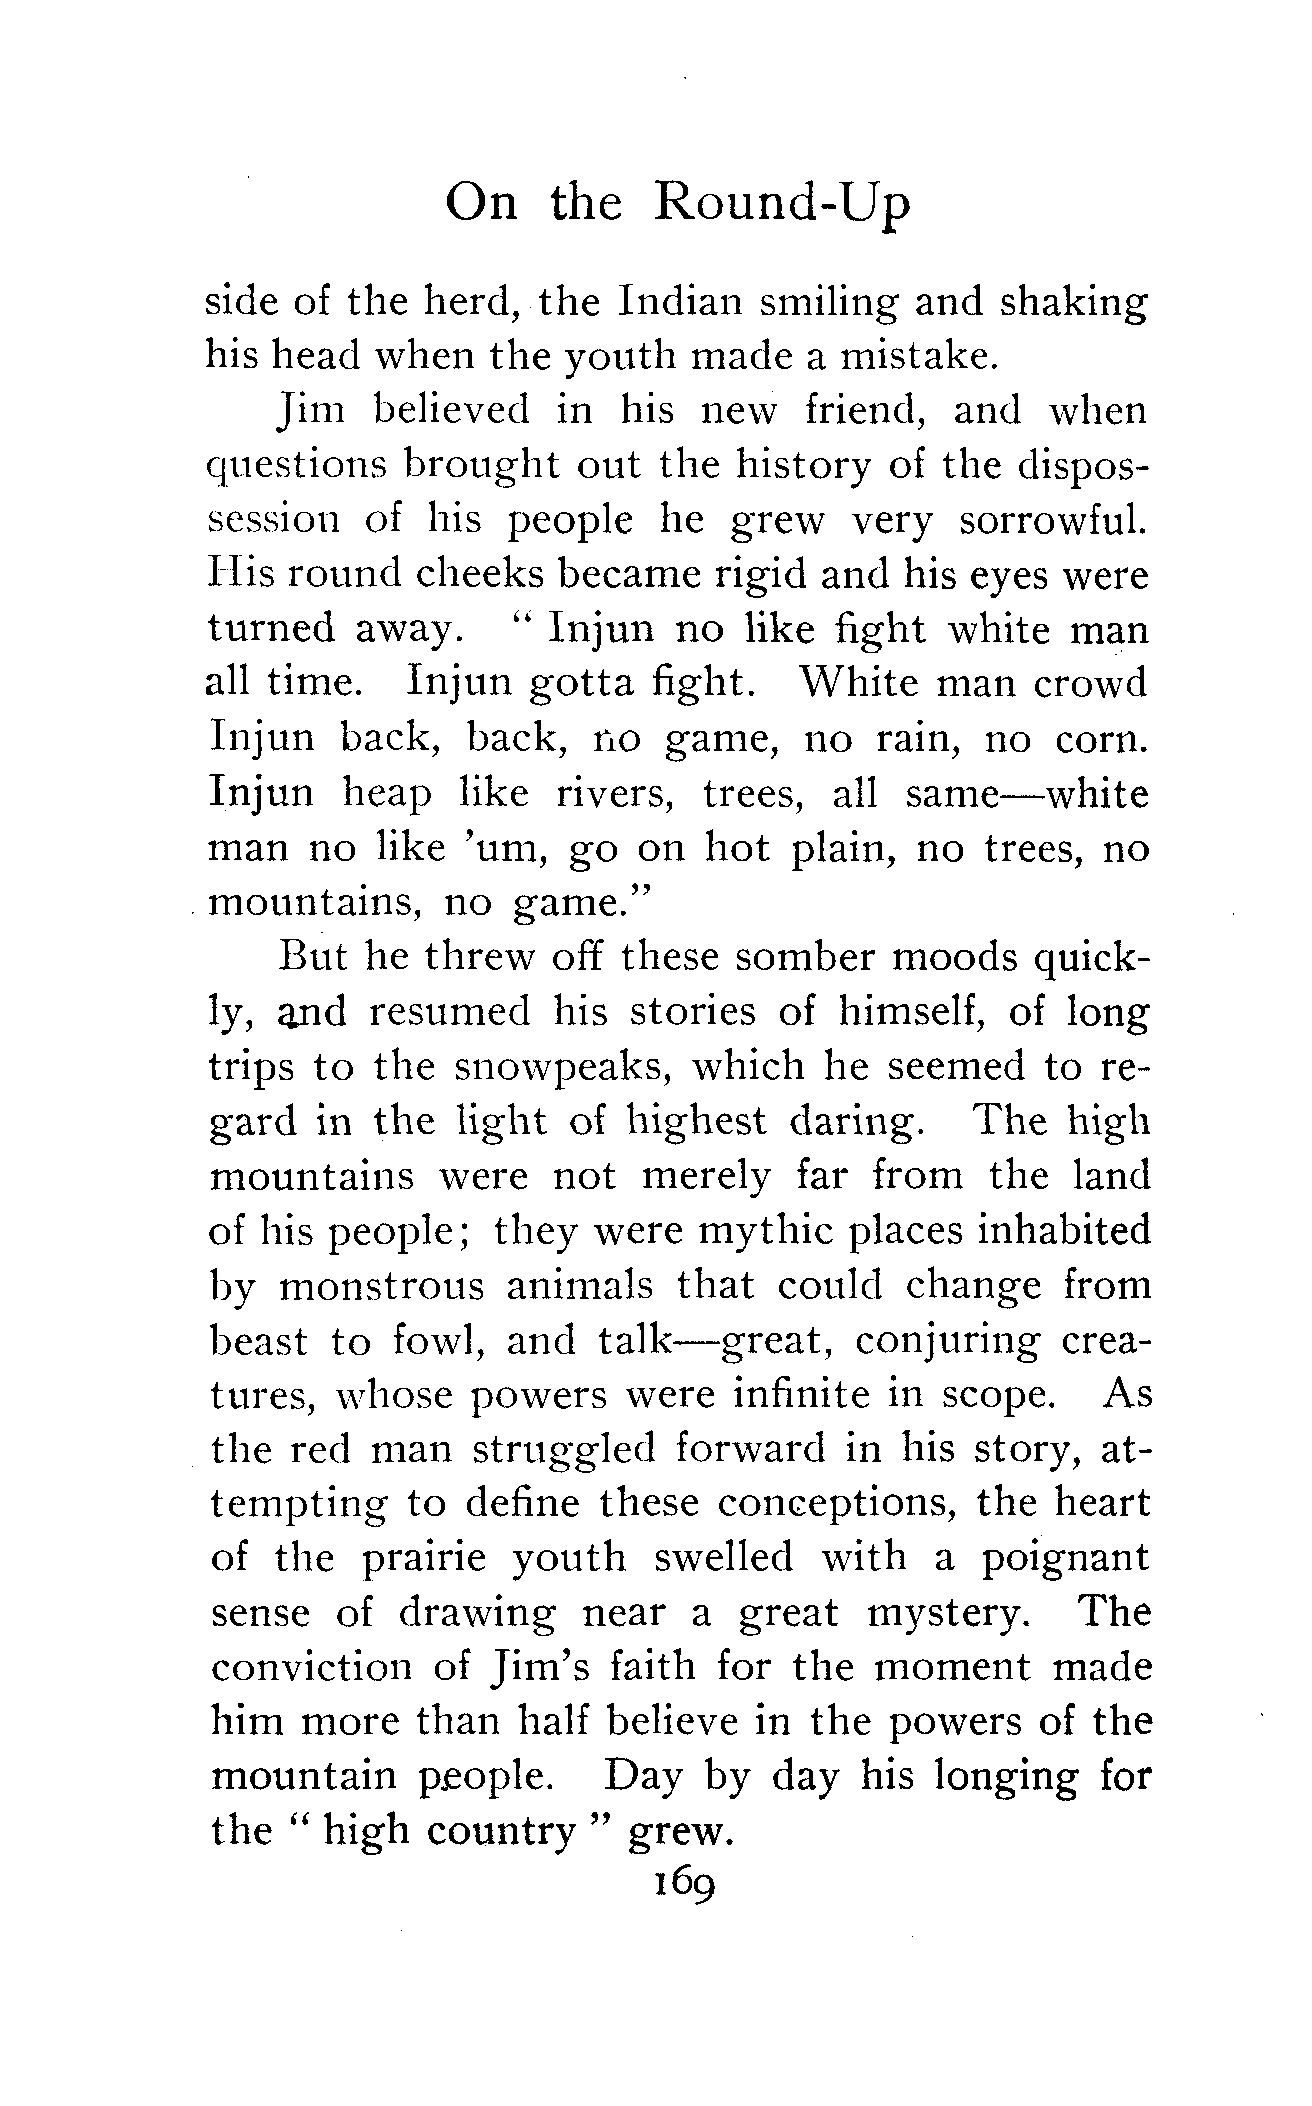 On the Round-Up
side of the herd, the Indian smiling and shaking
his head when the youth made a mistake.
Jim believed in his new friend, and when
questions brought out the history of the dispos-
session of his people he grew very sorrowful.
His round cheeks became rigid and his eyes were
turned away. “ Injun no like fight white man
all time. Injun gotta fight. White man crowd
Injun back, back, no game, no rain, no corn.
Injun heap like rivers, trees, all same—white
man no like ’um, go on hot plain, no trees, no
mountains, no game.”
But he threw off these somber moods quick-
ly, and resumed his stories of himself, of long
trips to the snowpeaks, which he seemed to re-
gard in the light of highest daring. The high
mountains were not merely far from the land
of his people; they were mythic places inhabited
by monstrous animals that could change from
beast to fowl, and talk—great, conjuring crea-
tures, whose powers were infinite in scope. As
the red man struggled forward in his story, at-
tempting to define these conceptions, the heart
of the prairie youth swelled with a poignant
sense of drawing near a great mystery. The
conviction of Jim’s faith for the moment made
him more than half believe in the powers of the
mountain people. Day by day his longing for
the “ high country ” grew.
169